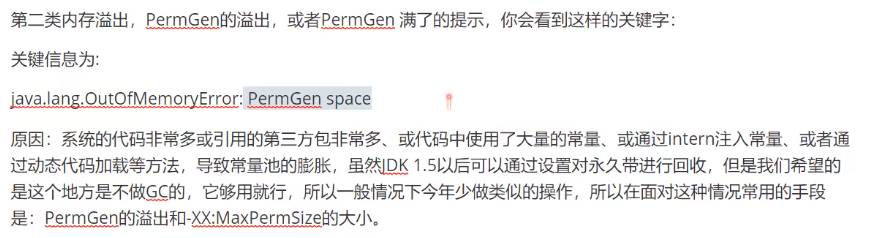 第二类内存溢出，PermGen的溢出，或者PermGen 满了的提示，你会看到这样的关键字：
关键信息为:
java.lang.OutOfMemoryError: PermGen space
原因：系统的代码非常多或引用的第三方包非常多、或代码中使用了大量的常量、或通过intern注入常量、或者通
过动态代码加载等方法，导致常量池的膨胀，虽然JDK 1.5以后可以通过设置对永久带进行回收，但是我们希望的
是这个地方是不做GC的，它够用就行，所以一般情况下今年少做类似的操作，所以在面对这种情况常用的手段
是：PermGen的溢出和-XX:MaxPermSize的大小。